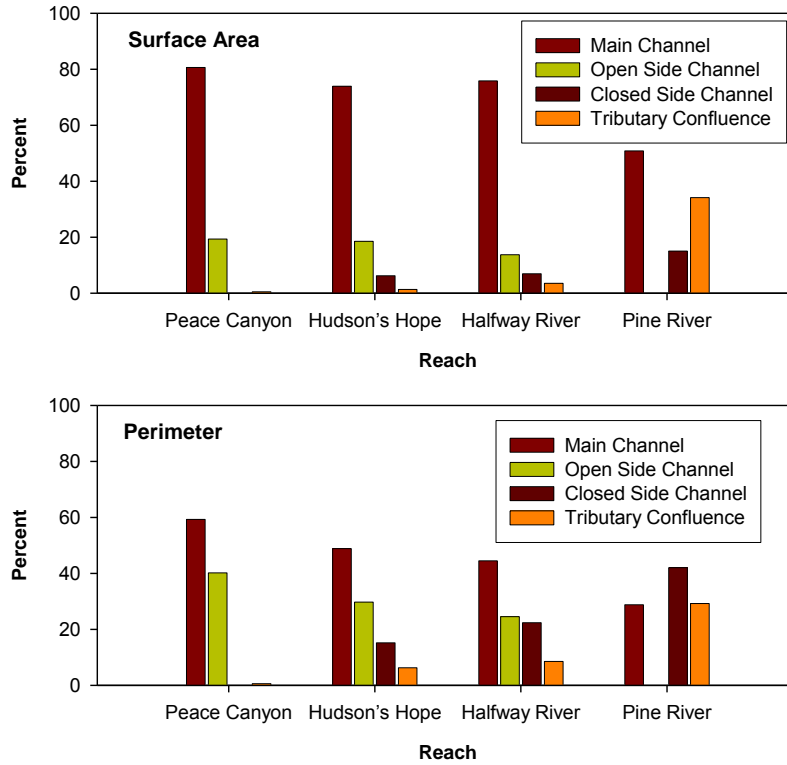 100
80
60
40
20
0
Percent
Surface Area
Main Channel
Open Side Channel
Closed Side Channel
Tributary Confluence
Peace Canyon Hudson’s Hope Halfway River Pine River
Reach
100
80
60
40
20
0
Percent
Perimeter
Main Channel
Open Side Channel
Closed Side Channel
Tributary Confluence
Peace Canyon Hudson’s Hope Halfway River Pine River
Reach